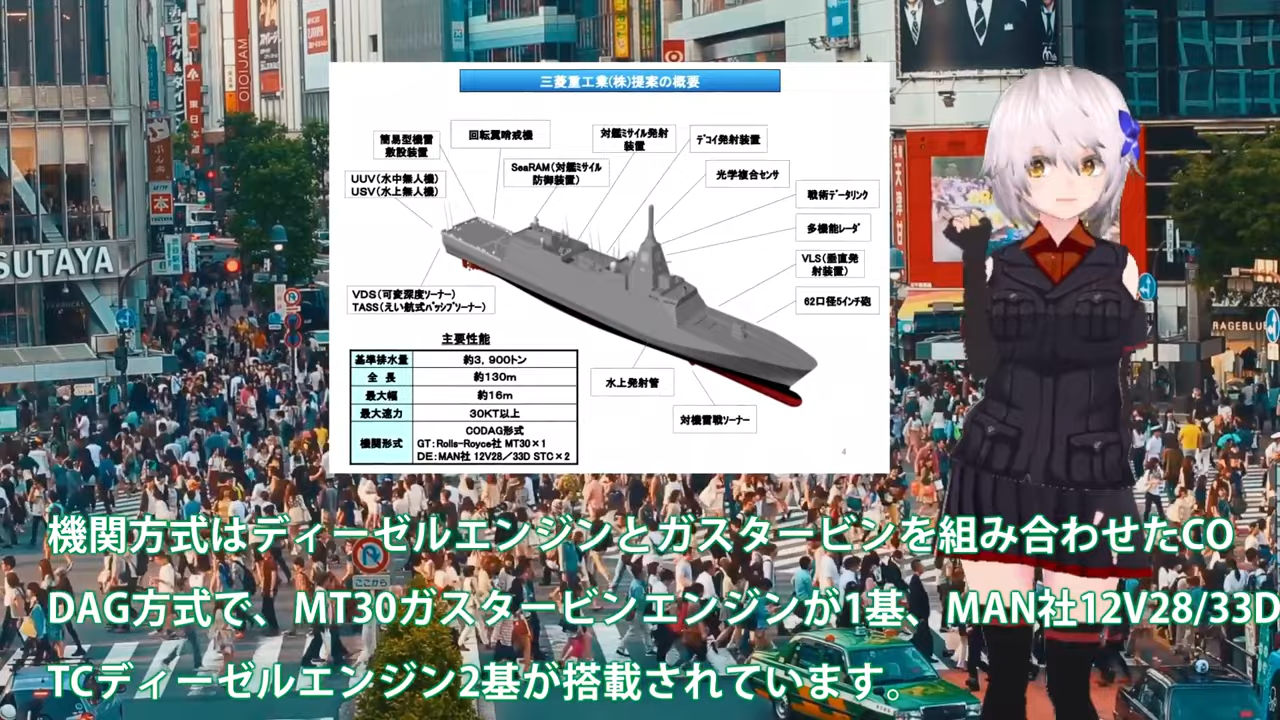 三菱重工業(株)提案の概要
簡易型機雷
敷設装置
回転翼哨戒機
対艦ミサイル発射
装置
デコイ発射装置
UUV(水中無人機)
USV(水上無人機)
SeaRAM(対艦ミサイル
防御装置)
光学複合センサ
戦術データリンク
多機能レーダ
VLS(垂直発
射装置)
62口径5インチ砲
VDS(可変深度ソーナー)
TASS(えい航式パッシブソーナー)
水上発射管
対機雷戦ソーナー
主要性能
基準排水量 約3,900トン
全 長 約130m
最大幅 約16m
最大速力 30KT以上
機関形式 CODAG形式
GT:Rolls-Royce社 MT30×1
DE:MAN社 12V28/33D STC×2
4
SUTAYA
STARBUCKS
OIOIJAM
RAGEBLUE
ここから
機関方式はディーゼルエンジンとガスタービンを組み合わせたCO
DAG方式で、MT30ガスタービンエンジンが1基、MAN社12V28/33D
TCディーゼルエンジン2基が搭載されています。